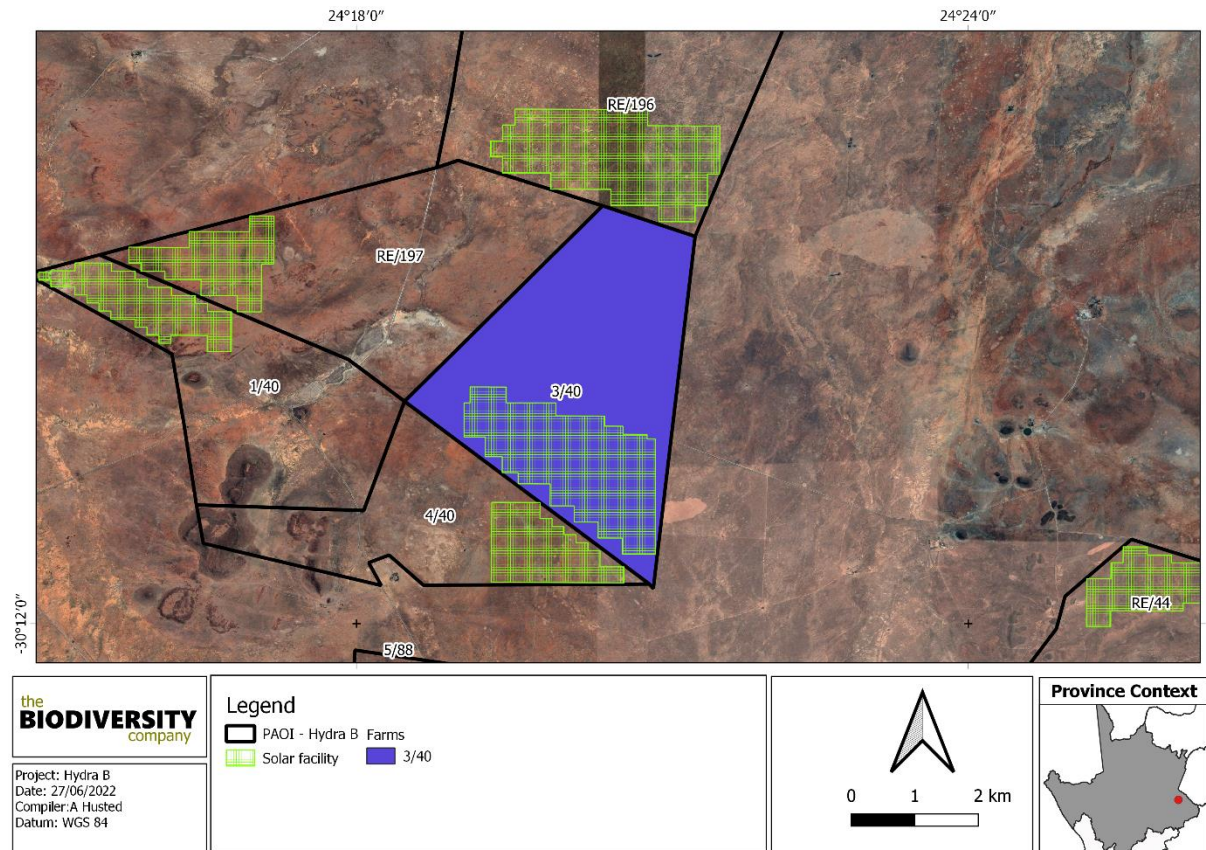 24°18′0″
24°24′0″
RE/196
RE/197
1/40
3/40
4/40
RE/44
-30°12′0″
5/88
the
BIODIVERSITY
company
Project: Hydra B
Date: 27/06/2022
Compiler:A Husted
Datum: WGS 84
Legend
PAOI - Hydra B
Solar facility
Farms
3/40
0 1 2 km
Province Context